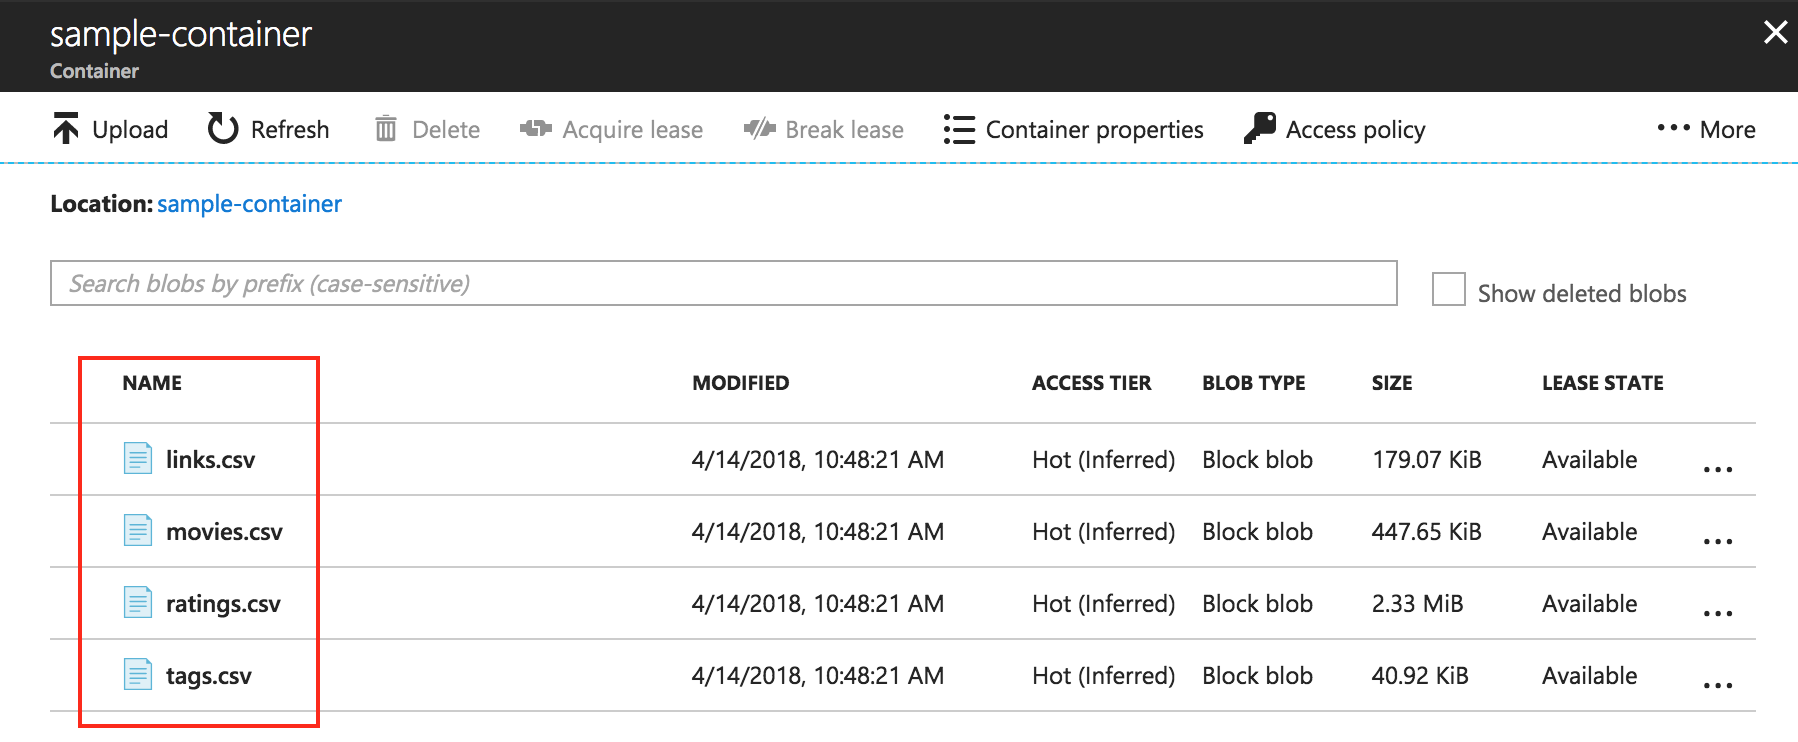 sample-container
Container
Upload Refresh Delete Acquire lease Break lease Container properties Access policy ••• More
Location: sample-container
Search blobs by prefix (case-sensitive) Show deleted blobs
NAME MODIFIED ACCESS TIER BLOB TYPE SIZE LEASE STATE
links.csv 4/14/2018, 10:48:21 AM Hot (Inferred) Block blob 179.07 KiB Available ...
movies.csv 4/14/2018, 10:48:21 AM Hot (Inferred) Block blob 447.65 KiB Available ...
ratings.csv 4/14/2018, 10:48:21 AM Hot (Inferred) Block blob 2.33 MiB Available ...
tags.csv 4/14/2018, 10:48:21 AM Hot (Inferred) Block blob 40.92 KiB Available ...